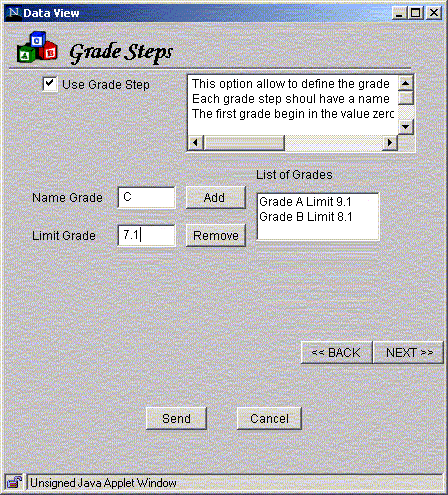 Data View
Grade Steps
Use Grade Step
This option allow to define the grade
Each grade step shoul have a name
The first grade begin in the value zero
List of Grades
Name Grade C Add
Grade A Limit 9.1
Grade B Limit 8.1
Limit Grade 7.1 Remove
<< BACK NEXT >>
Send Cancel
Unsigned Java Applet Window